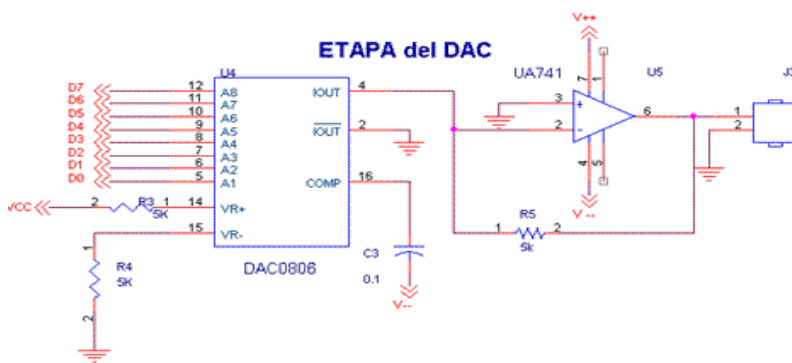 ETAPA del DAC
V++
U4
UA741
U5
D7
12
A8
IOUT
4
7
1
D6
11
A7
3
+
D5
10
A6
6
1
D4
9
A5
IOUT
2
2
-
2
D3
8
A4
D2
7
A3
D1
6
A2
COMP
16
4
5
D0
5
A1
V--
2
R3
1
14
VR+
5K
15
VR-
1
R5
2
5k
1
R4
5K
2
C3
0.1
DAC0806
V--